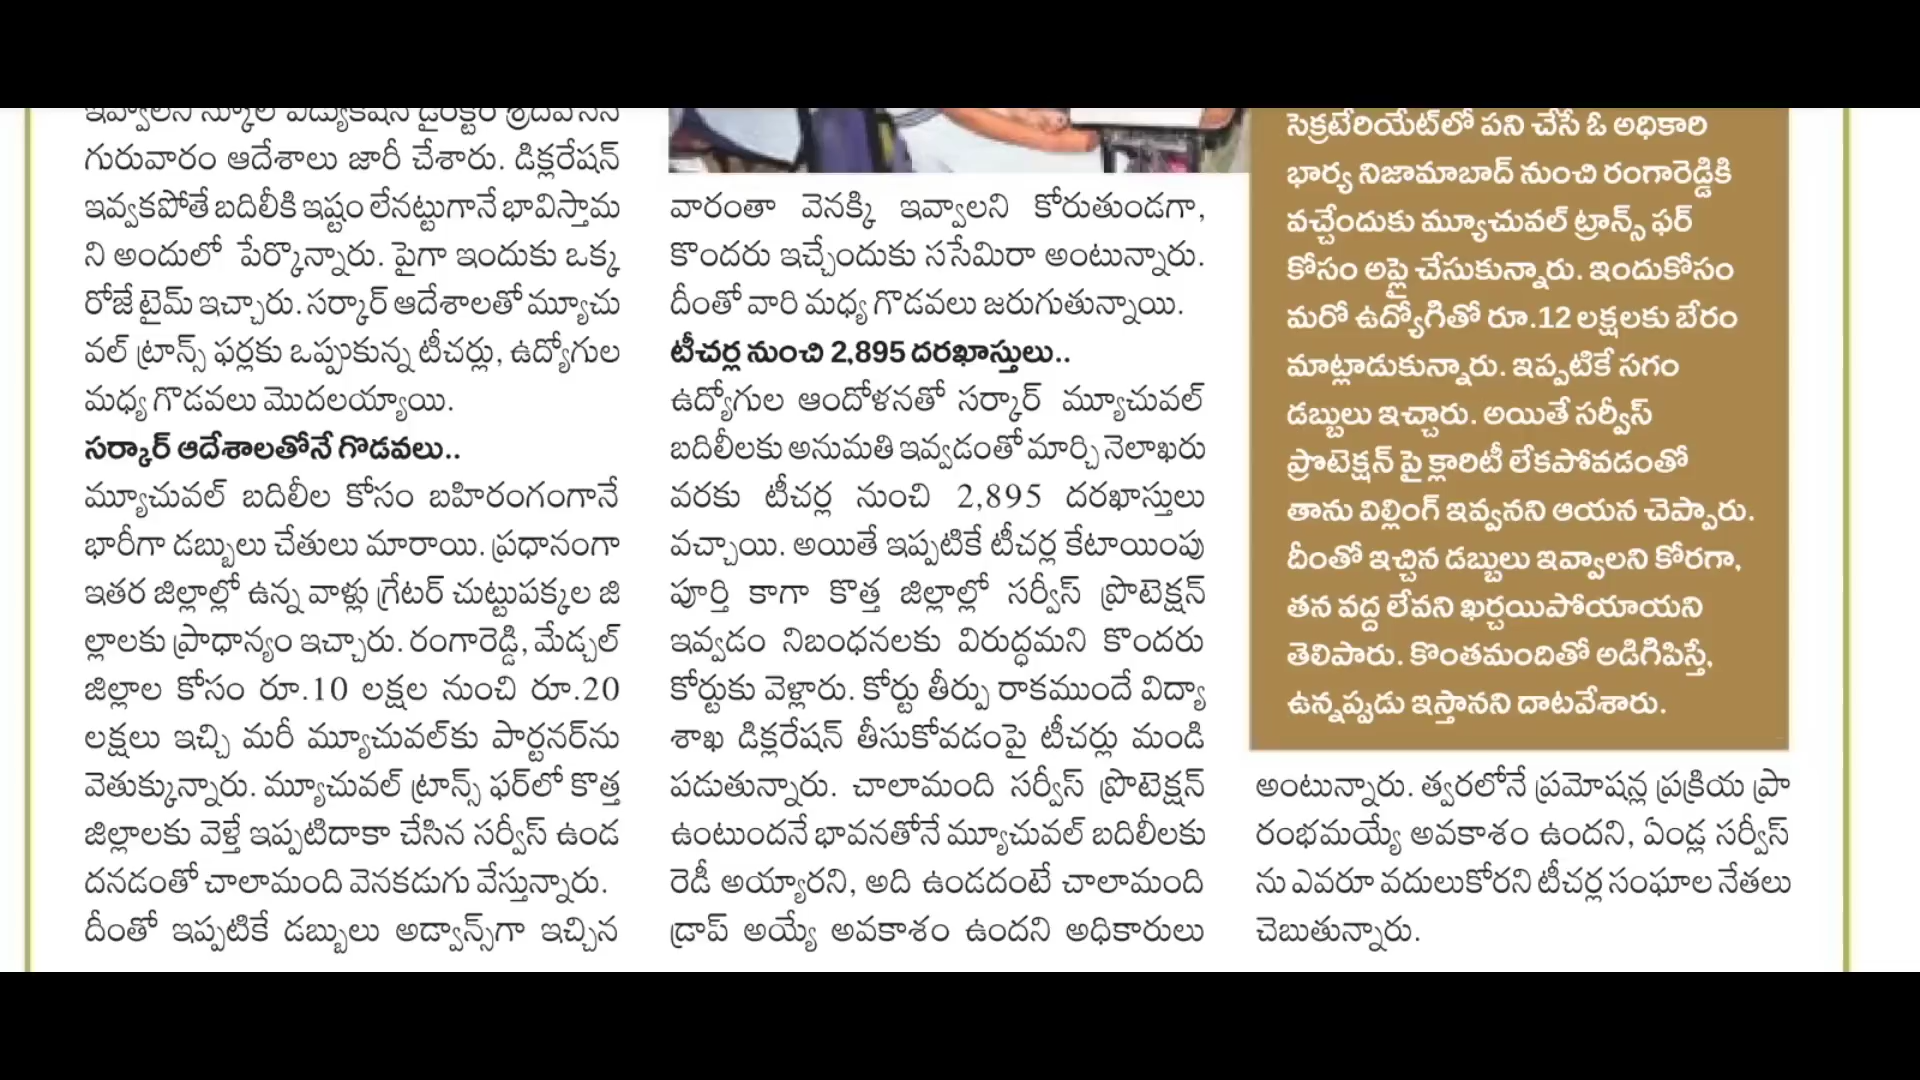 ఇవ్వాలని స్కూల్ ఎడ్యుకేషన్ డైరెక్టర్ శ్రీదేవసేన
గురువారం ఆదేశాలు జారీ చేశారు. డిక్లరేషన్
ఇవ్వకపోతే బదిలీకి ఇష్టం లేనట్టుగానే భావిస్తామ
ని అందులో పేర్కొన్నారు. పైగా ఇందుకు ఒక్క
రోజే టైమ్ ఇచ్చారు. సర్కార్ ఆదేశాలతో మ్యూచు
వల్ ట్రాన్స్ ఫర్లకు ఒప్పుకున్న టీచర్లు, ఉద్యోగుల
మధ్య గొడవలు మొదలయ్యాయి.
సర్కార్ ఆదేశాలతోనే గొడవలు..
మ్యూచువల్ బదిలీల కోసం బహిరంగంగానే
భారీగా డబ్బులు చేతులు మారాయి. ప్రధానంగా
ఇతర జిల్లాల్లో ఉన్న వాళ్లు గ్రేటర్ చుట్టుపక్కల జి
ల్లాలకు ప్రాధాన్యం ఇచ్చారు. రంగారెడ్డి, మేడ్చల్
జిల్లాల కోసం రూ.10 లక్షల నుంచి రూ.20
లక్షలు ఇచ్చి మరీ మ్యూచువల్‌కు పార్టనర్‌ను
వెతుక్కున్నారు. మ్యూచువల్ ట్రాన్స్ ఫర్‌లో కొత్త
జిల్లాలకు వెళ్తే ఇప్పటిదాకా చేసిన సర్వీస్ ఉండ
దనడంతో చాలామంది వెనకడుగు వేస్తున్నారు.
దీంతో ఇప్పటికే డబ్బులు అడ్వాన్స్‌గా ఇచ్చిన
వారంతా వెనక్కి ఇవ్వాలని కోరుతుండగా,
కొందరు ఇచ్చేందుకు ససేమిరా అంటున్నారు.
దీంతో వారి మధ్య గొడవలు జరుగుతున్నాయి.
టీచర్ల నుంచి 2,895 దరఖాస్తులు..
ఉద్యోగుల ఆందోళనతో సర్కార్ మ్యూచువల్
బదిలీలకు అనుమతి ఇవ్వడంతో మార్చి నెలాఖరు
వరకు టీచర్ల నుంచి 2,895 దరఖాస్తులు
వచ్చాయి. అయితే ఇప్పటికే టీచర్ల కేటాయింపు
పూర్తి కాగా కొత్త జిల్లాల్లో సర్వీస్ ప్రొటెక్షన్
ఇవ్వడం నిబంధనలకు విరుద్ధమని కొందరు
కోర్టుకు వెళ్లారు. కోర్టు తీర్పు రాకముందే విద్యా
శాఖ డిక్లరేషన్ తీసుకోవడంపై టీచర్లు మండి
పడుతున్నారు. చాలామంది సర్వీస్ ప్రొటెక్షన్
ఉంటుందనే భావనతోనే మ్యూచువల్ బదిలీలకు
రెడీ అయ్యారని, అది ఉండదంటే చాలామంది
డ్రాప్ అయ్యే అవకాశం ఉందని అధికారులు
సెక్రటేరియేట్‌లో పని చేసే ఓ అధికారి
భార్య నిజామాబాద్ నుంచి రంగారెడ్డికి
వచ్చేందుకు మ్యూచువల్ ట్రాన్స్ ఫర్
కోసం అప్లై చేసుకున్నారు. ఇందుకోసం
మరో ఉద్యోగితో రూ.12 లక్షలకు బేరం
మాట్లాడుకున్నారు. ఇప్పటికే సగం
డబ్బులు ఇచ్చారు. అయితే సర్వీస్
ప్రొటెక్షన్ పై క్లారిటీ లేకపోవడంతో
తాను విల్లింగ్ ఇవ్వనని ఆయన చెప్పారు.
దీంతో ఇచ్చిన డబ్బులు ఇవ్వాలని కోరగా,
తన వద్ద లేవని ఖర్చయిపోయాయని
తెలిపారు. కొంతమందితో అడిగిపిస్తే,
ఉన్నప్పుడు ఇస్తానని దాటవేశారు.
అంటున్నారు. త్వరలోనే ప్రమోషన్ల ప్రక్రియ ప్రా
రంభమయ్యే అవకాశం ఉందని, ఏండ్ల సర్వీస్
ను ఎవరూ వదులుకోరని టీచర్ల సంఘాల నేతలు
చెబుతున్నారు.